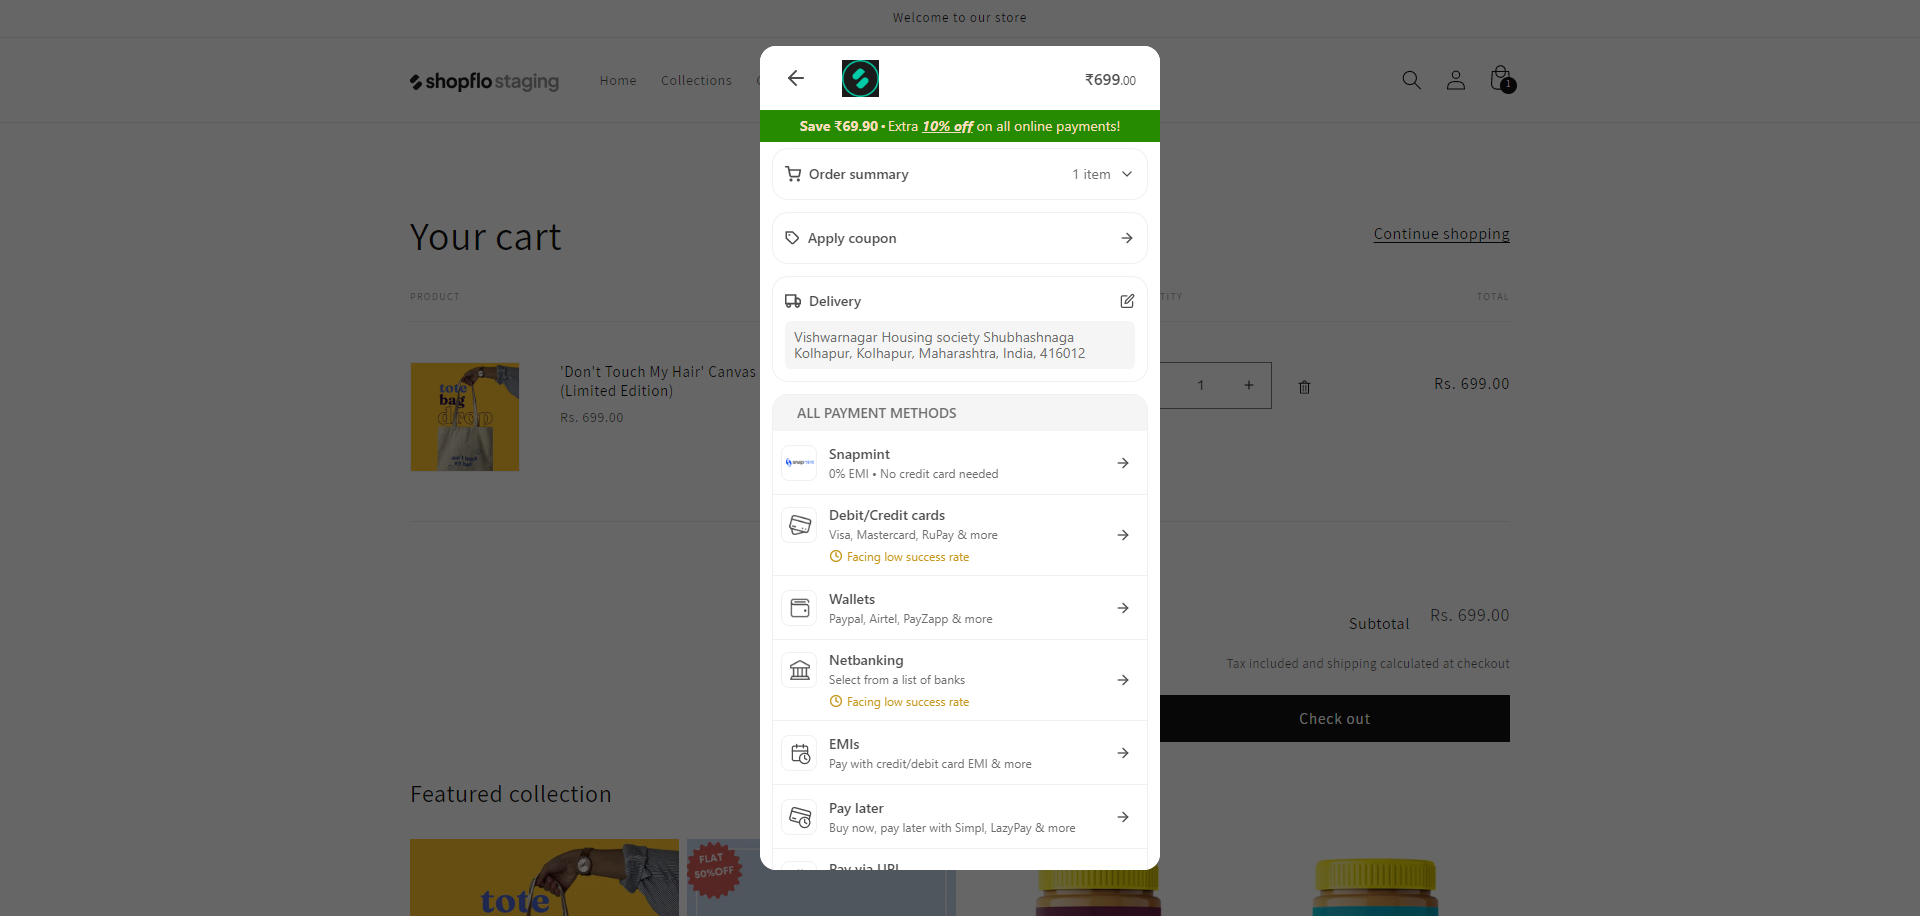 Welcome to our store
shopflo staging
Home
Collections
1
Your cart
Continue shopping
PRODUCT
TOTAL
tote
bag
drop
'Don't Touch My Hair' Canvas
(Limited Edition)
Rs. 699.00
1
+
Rs. 699.00
Subtotal
Rs. 699.00
Tax included and shipping calculated at checkout
Check out
Featured collection
tote
FLAT
50%OFF
₹699.00
Save ₹69.90 • Extra 10% off on all online payments!
Order summary
1 item
Apply coupon
Delivery
Vishwarnagar Housing society Shubhashnaga
Kolhapur, Kolhapur, Maharashtra, India, 416012
ALL PAYMENT METHODS
snapmint
Snapmint
0% EMI • No credit card needed
Debit/Credit cards
Visa, Mastercard, RuPay & more
Facing low success rate
Wallets
Paypal, Airtel, PayZapp & more
Netbanking
Select from a list of banks
Facing low success rate
EMIs
Pay with credit/debit card EMI & more
Pay later
Buy now, pay later with Simpl, LazyPay & more
Pay via UPI